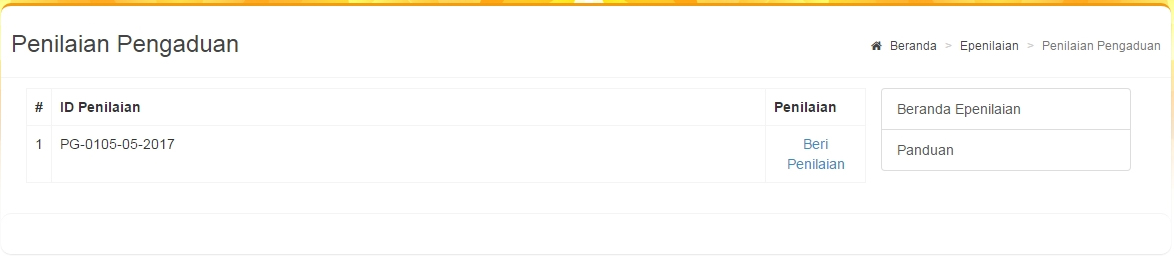 Penilaian Pengaduan
Beranda > Epenilaian > Penilaian Pengaduan
# ID Penilaian Penilaian
1 PG-0105-05-2017 Beri
Penilaian
Beranda Epenilaian
Panduan